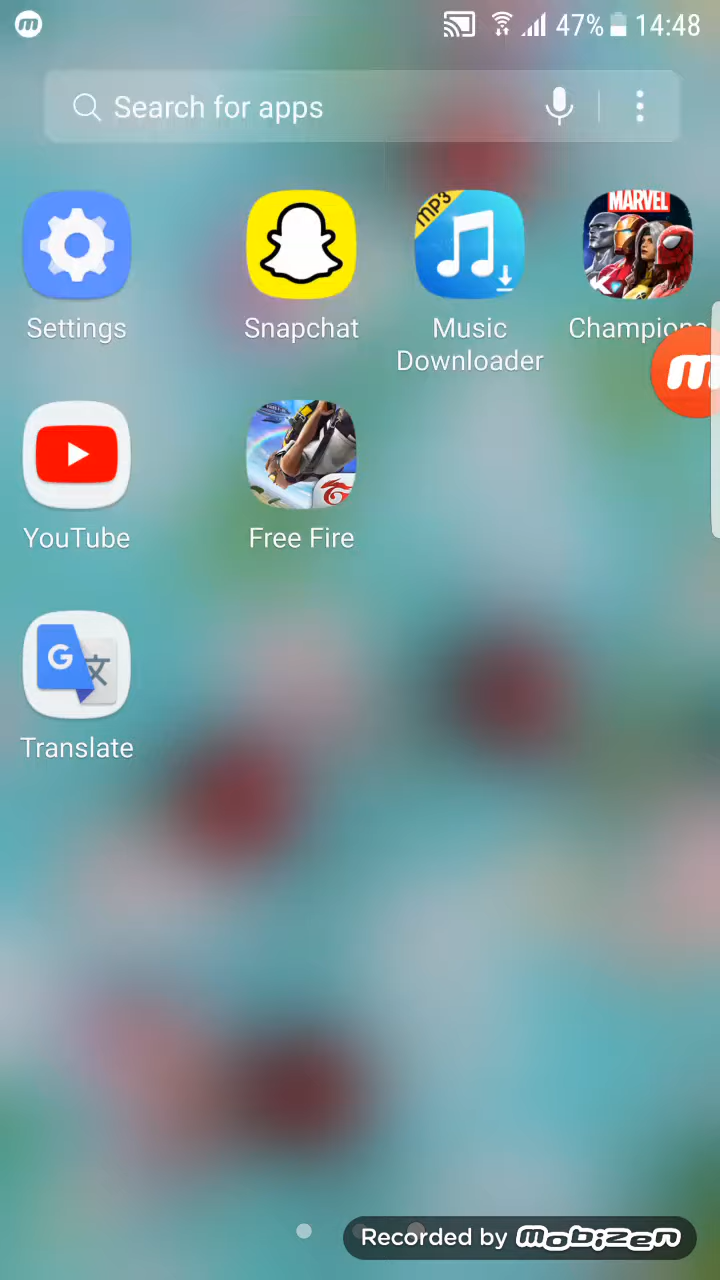 47% 14:48
Search for apps
MP3
MARVEL
Settings
Snapchat
Music
Downloader
Champions
YouTube
Free Fire
G
文
Translate
Recorded by mobizen